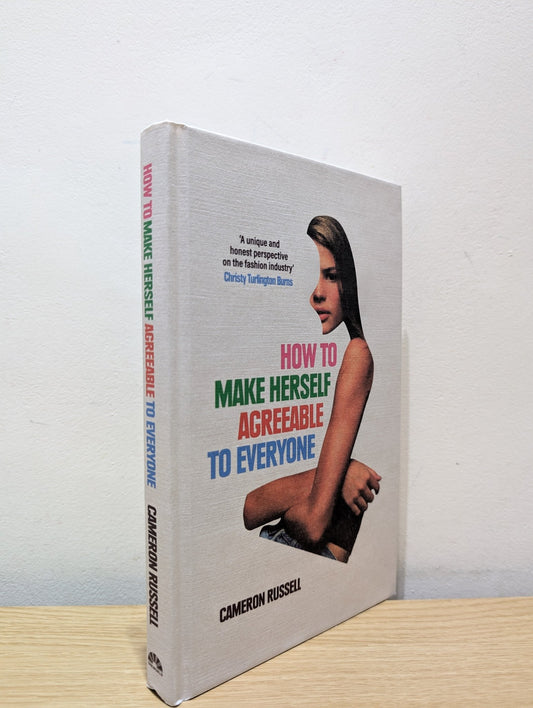 HOW TO MAKE HERSELF AGREEABLE TO EVERYONE CAMERON RUSSELL
'A unique and
honest perspective
on the fashion industry'
Christy Turlington Burns
HOW TO
MAKE HERSELF
AGREEABLE
TO EVERYONE
CAMERON RUSSELL